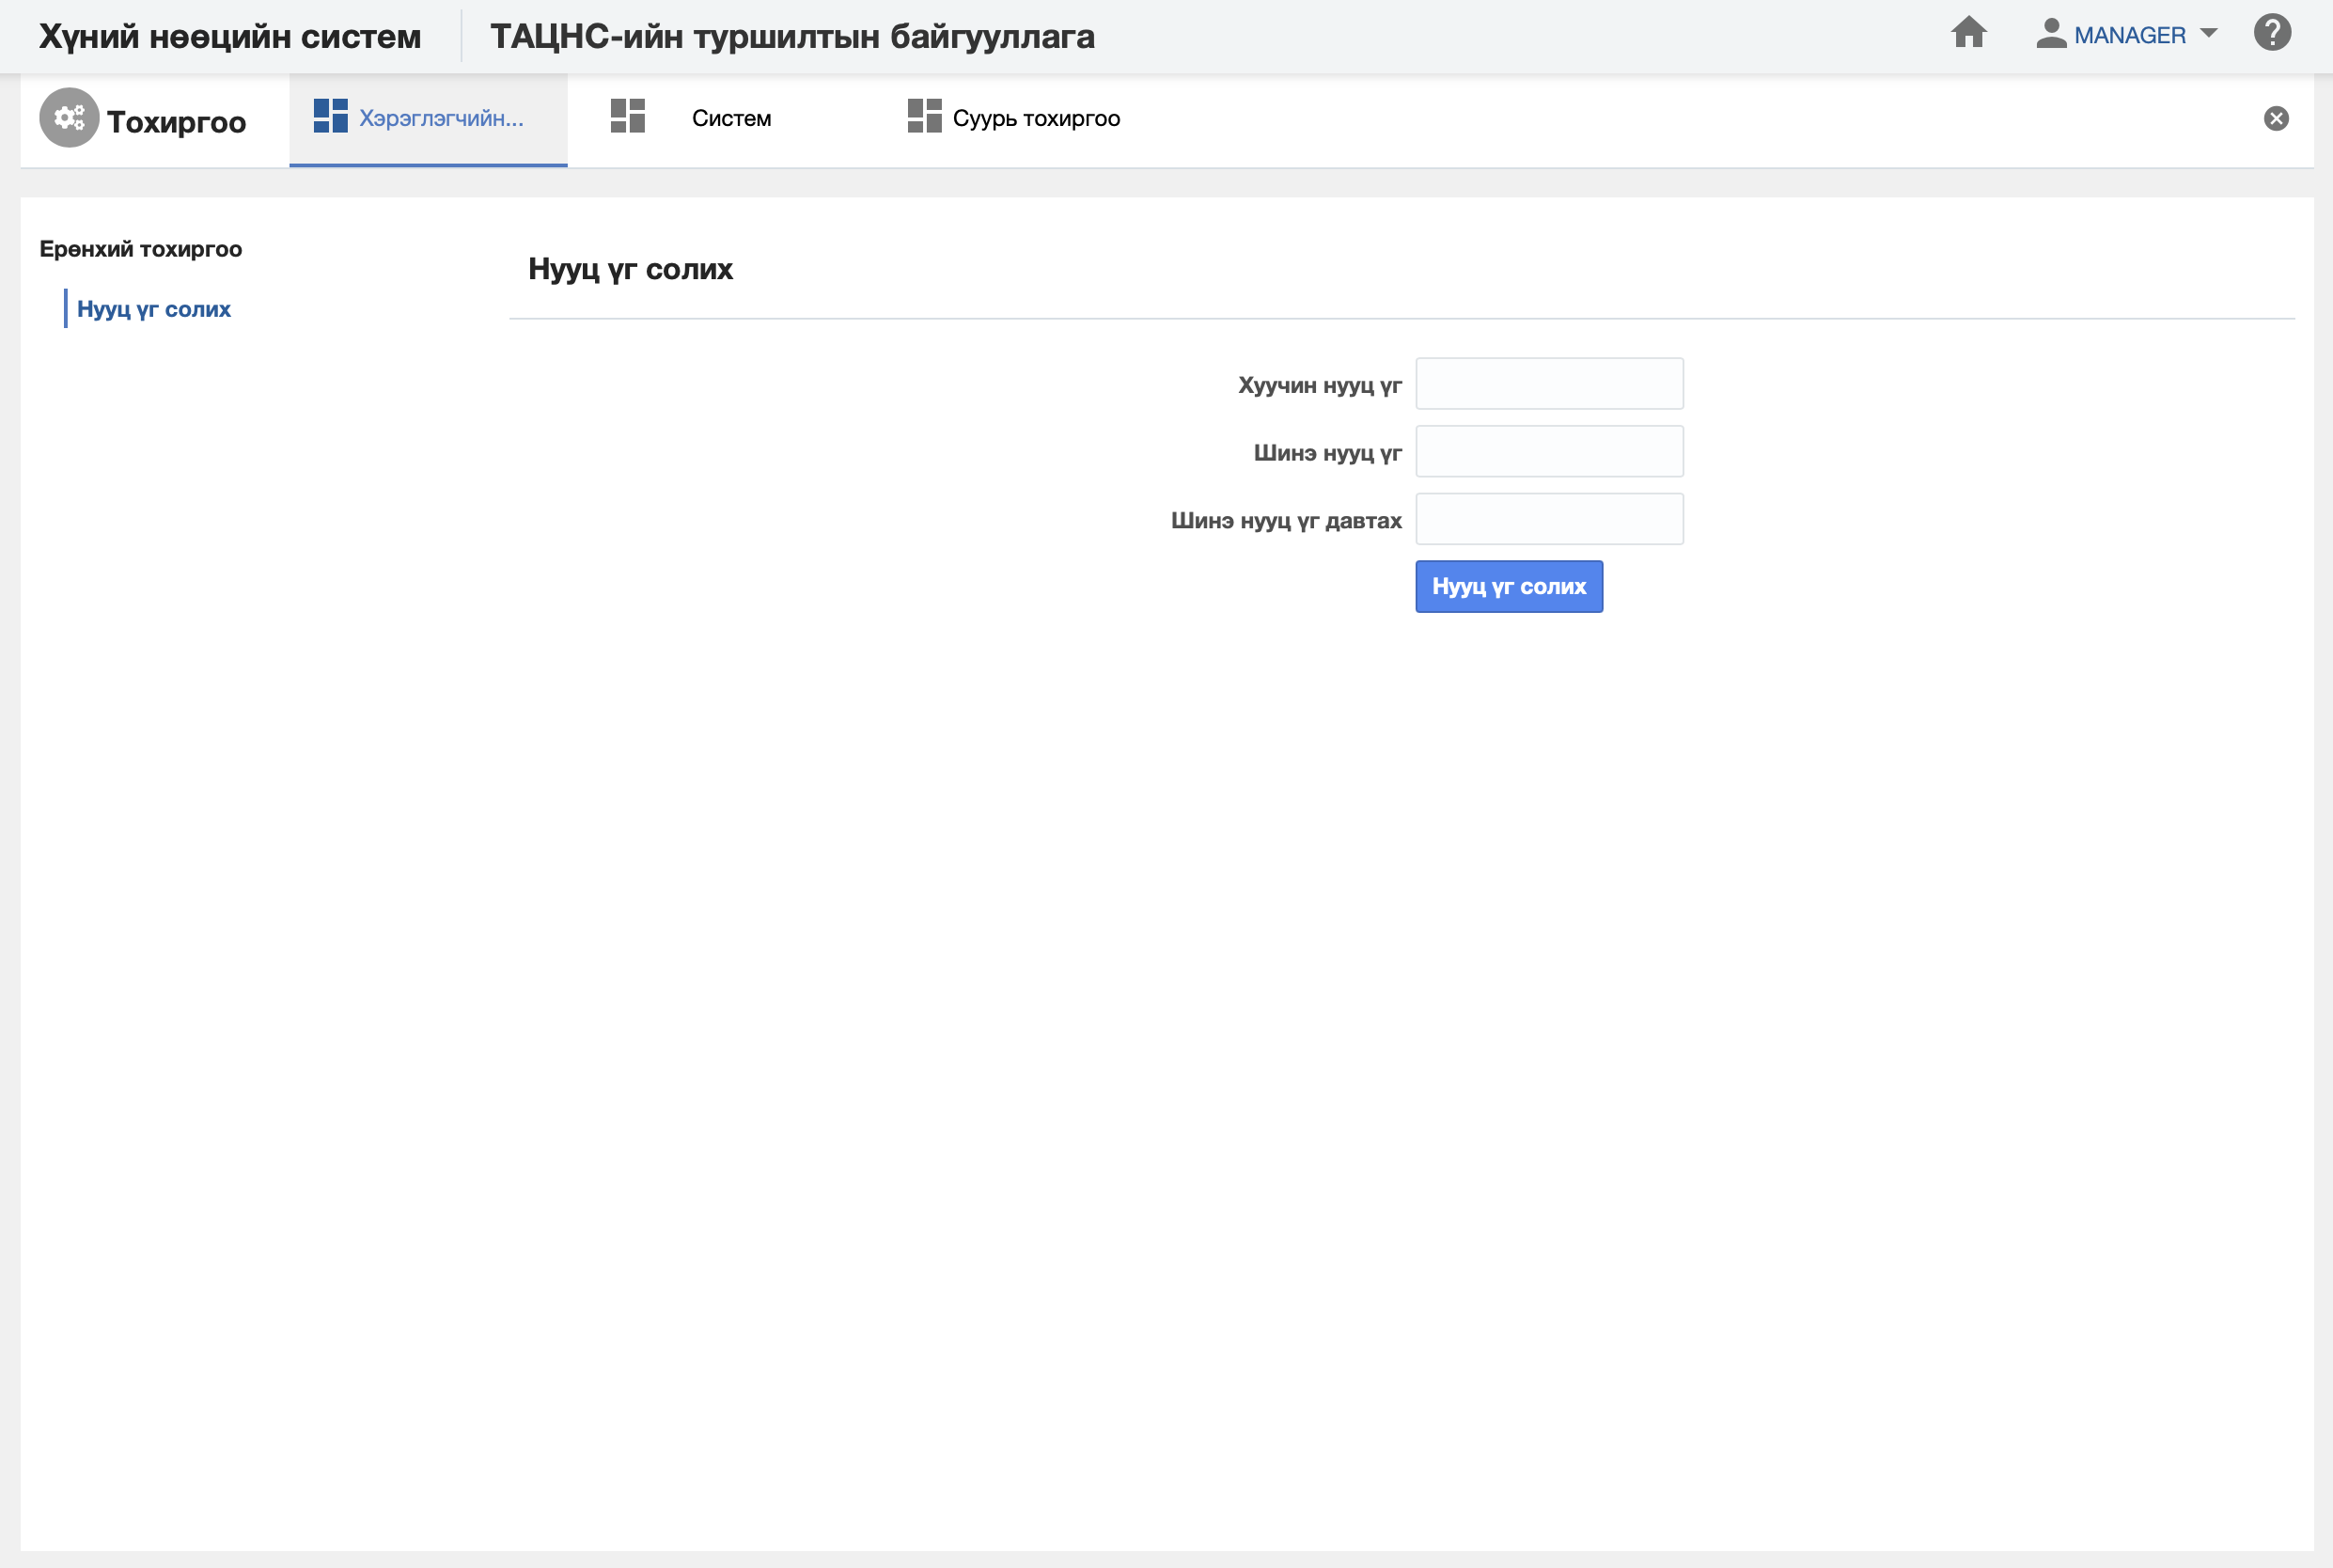 Хүний нөөцийн систем
ТАЦНС-ийн туршилтын байгууллага
MANAGER
Тохиргоо
Хэрэглэгчийн...
Систем
Суурь тохиргоо
Ерөнхий тохиргоо
Нууц үг солих
Нууц үг солих
Хуучин нууц үг
Шинэ нууц үг
Шинэ нууц үг давтах
Нууц үг солих